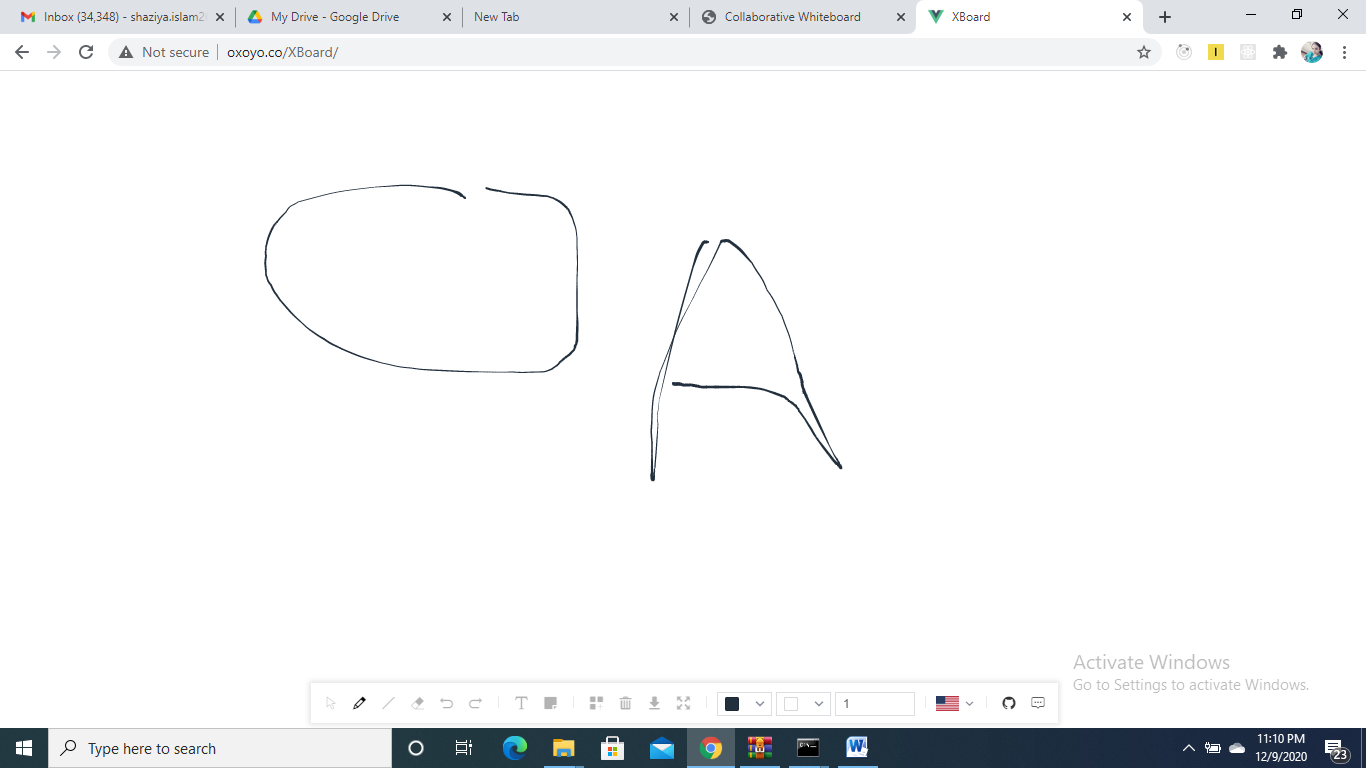 Inbox (34,348) - shaziya.islam2
My Drive - Google Drive
New Tab
Collaborative Whiteboard
XBoard
Not secure
oxoyo.co/XBoard/
A
Activate Windows
Go to Settings to activate Windows.
T
1
Type here to search
11:10 PM
12/9/2020
23